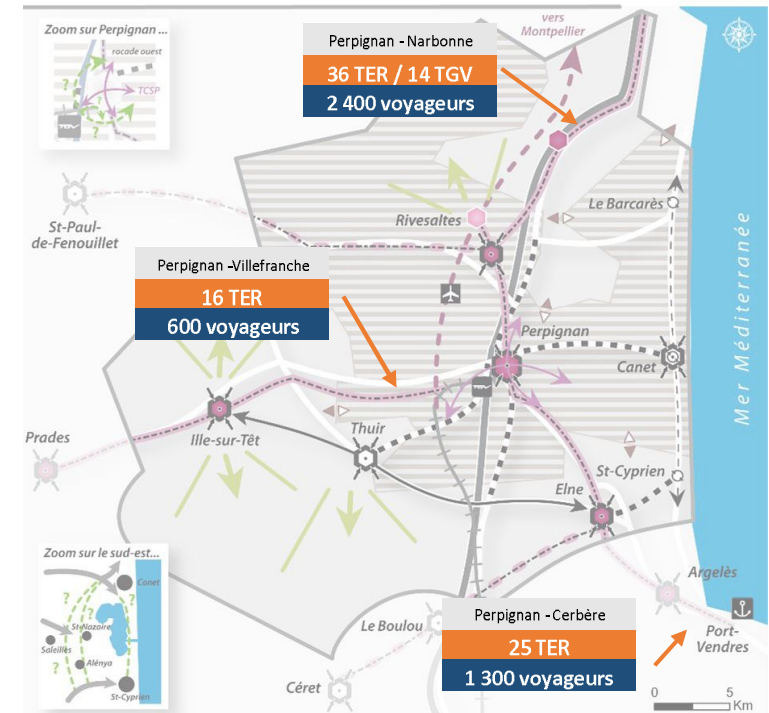 Zoom sur Perpignan ...
rocade ouest
TCSP
?
?
?
TGV
vers
Montpellier
Perpignan - Narbonne
36 TER / 14 TGV
2 400 voyageurs
St-Paul-
de-Fenouillet
Rivesaltes
Le Barcarès
Perpignan -Villefranche
16 TER
600 voyageurs
Perpignan
Canet
TGV
Mer Méditerranée
Prades
Ille-sur-Têt
Thuir
St-Cyprien
Elne
Zoom sur le sud-est...
Canet
?
?
St-Nazaire
Saleilles
?
Alényà
?
St-Cyprien
Argelès
Le Boulou
Port-
Vendres
Perpignan - Cerbère
25 TER
1 300 voyageurs
Céret
0 5
Km